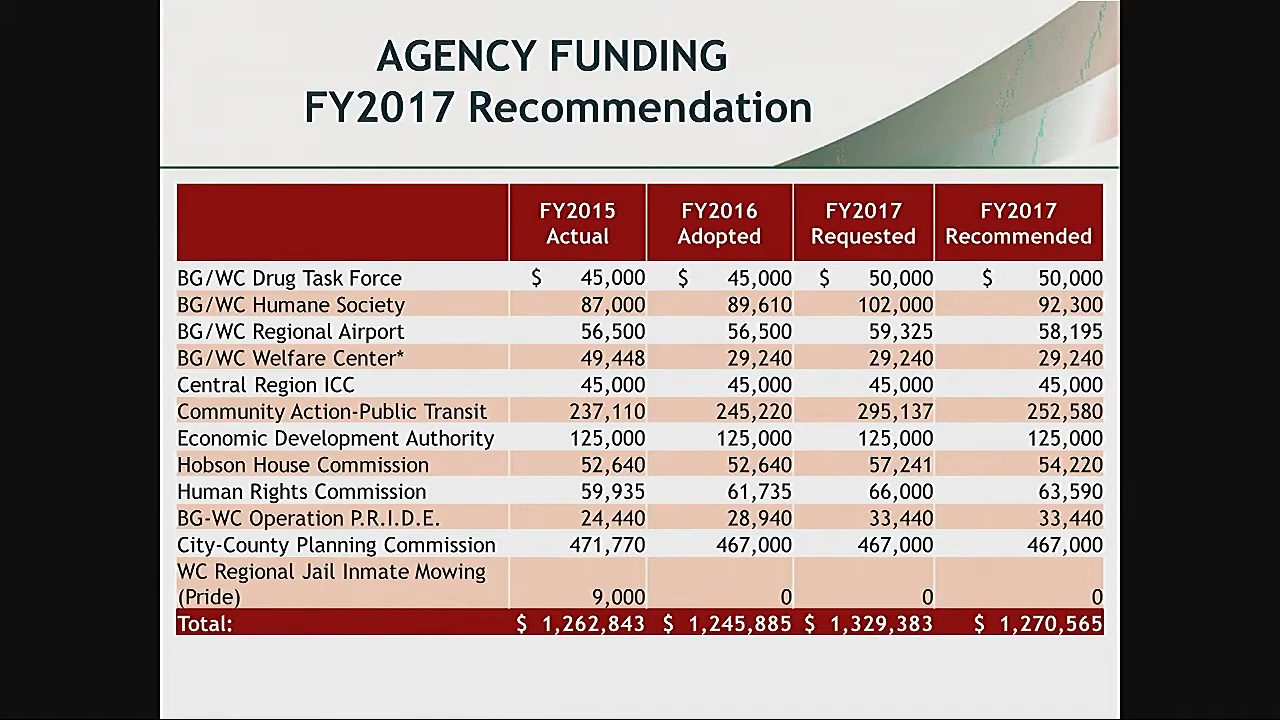 AGENCY FUNDING
FY2017 Recommendation
FY2015 Actual FY2016 Adopted FY2017 Requested FY2017 Recommended
BG/WC Drug Task Force $ 45,000 $ 45,000 $ 50,000 $ 50,000
BG/WC Humane Society 87,000 89,610 102,000 92,300
BG/WC Regional Airport 56,500 56,500 59,325 58,195
BG/WC Welfare Center* 49,448 29,240 29,240 29,240
Central Region ICC 45,000 45,000 45,000 45,000
Community Action-Public Transit 237,110 245,220 295,137 252,580
Economic Development Authority 125,000 125,000 125,000 125,000
Hobson House Commission 52,640 52,640 57,241 54,220
Human Rights Commission 59,935 61,735 66,000 63,590
BG-WC Operation P.R.I.D.E. 24,440 28,940 33,440 33,440
City-County Planning Commission 471,770 467,000 467,000 467,000
WC Regional Jail Inmate Mowing
(Pride) 9,000 0 0 0
Total: $ 1,262,843 $ 1,245,885 $ 1,329,383 $ 1,270,565